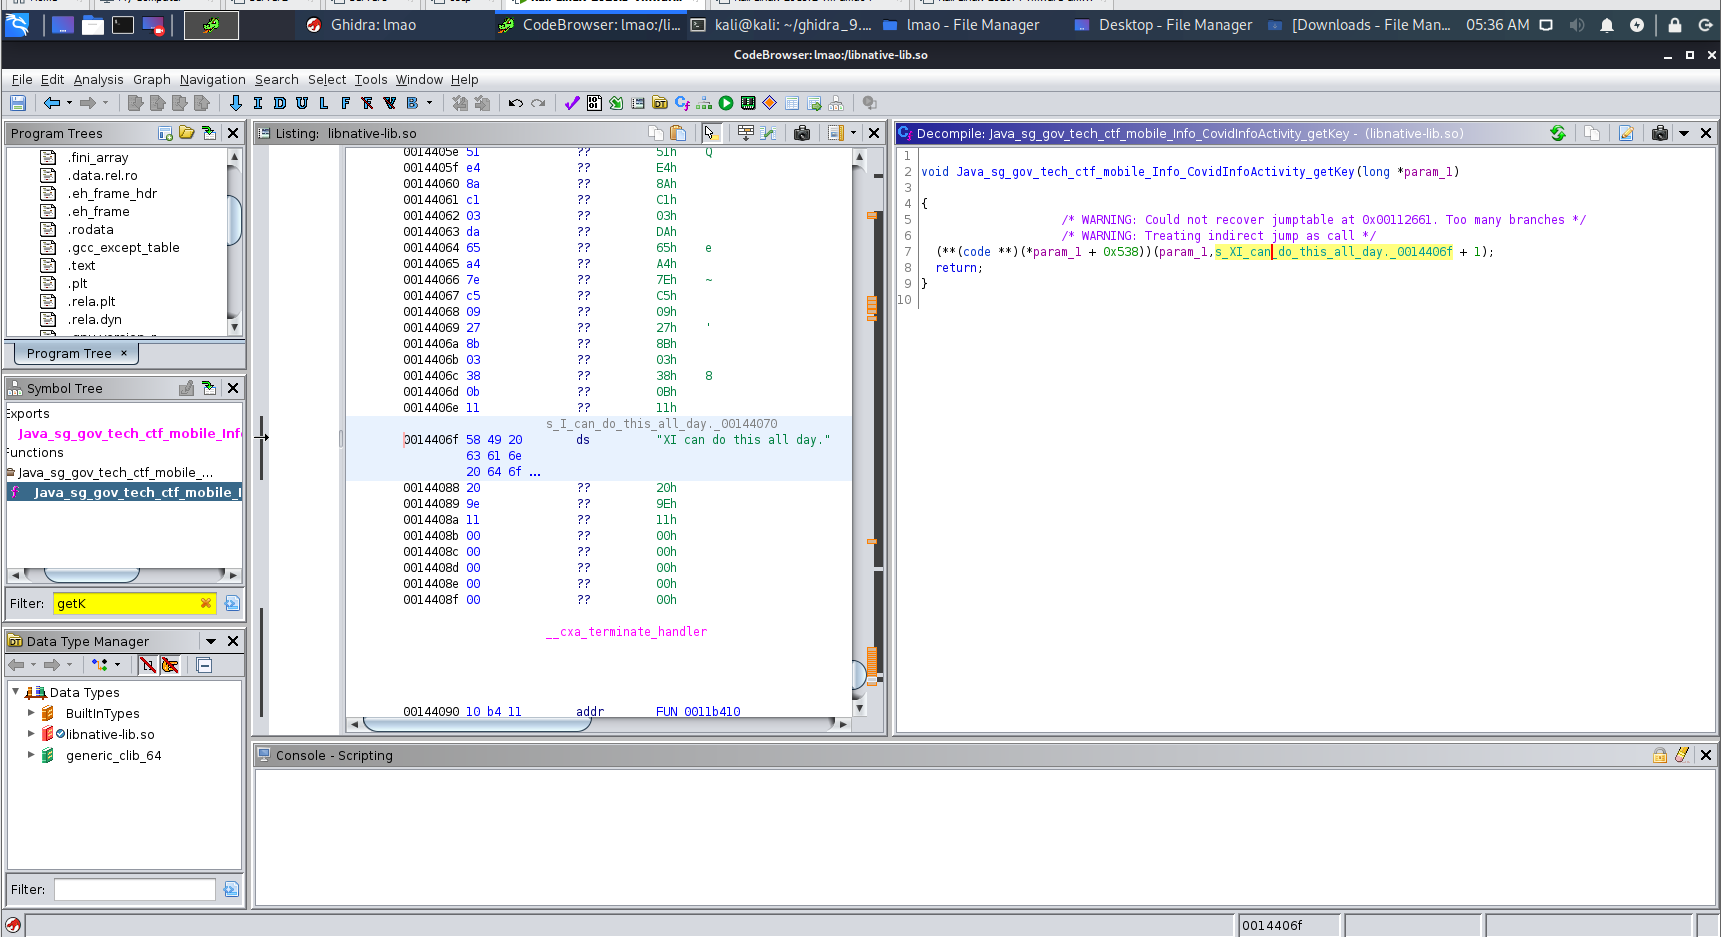 Ghidra: lmao
CodeBrowser: lmao:/li...
kali@kali: ~/ghidra_9....
lmao - File Manager
Desktop - File Manager
[Downloads - File Man...
05:36 AM
CodeBrowser: lmao:/libnative-lib.so
File Edit Analysis Graph Navigation Search Select Tools Window Help
I D U L F B
Program Trees
.fini_array
.data.rel.ro
.eh_frame_hdr
.eh_frame
.rodata
.gcc_except_table
.text
.plt
.rela.plt
.rela.dyn
Program Tree ×
Symbol Tree
Exports
Java_sg_gov_tech_ctf_mobile_Inf
Functions
Java_sg_gov_tech_ctf_mobile_...
f Java_sg_gov_tech_ctf_mobile_I
Filter: getK
Data Type Manager
Data Types
BuiltInTypes
libnative-lib.so
generic_clib_64
Filter:
Listing: libnative-lib.so
0014405e 51 ?? 51h Q
0014405f e4 ?? E4h
00144060 8a ?? 8Ah
00144061 c1 ?? C1h
00144062 03 ?? 03h
00144063 da ?? DAh
00144064 65 ?? 65h e
00144065 a4 ?? A4h
00144066 7e ?? 7Eh ~
00144067 c5 ?? C5h
00144068 09 ?? 09h
00144069 27 ?? 27h '
0014406a 8b ?? 8Bh
0014406b 03 ?? 03h
0014406c 38 ?? 38h 8
0014406d 0b ?? 0Bh
0014406e 11 ?? 11h
s_I_can_do_this_all_day._00144070
0014406f 58 49 20 ds "XI can do this all day."
63 61 6e
20 64 6f ...
00144088 20 ?? 20h
00144089 9e ?? 9Eh
0014408a 11 ?? 11h
0014408b 00 ?? 00h
0014408c 00 ?? 00h
0014408d 00 ?? 00h
0014408e 00 ?? 00h
0014408f 00 ?? 00h
__cxa_terminate_handler
00144090 10 b4 11 addr FUN_0011b410
Decompile: Java_sg_gov_tech_ctf_mobile_Info_CovidInfoActivity_getKey - (libnative-lib.so)
1
2 void Java_sg_gov_tech_ctf_mobile_Info_CovidInfoActivity_getKey(long *param_1)
3
4 {
5 /* WARNING: Could not recover jumptable at 0x00112661. Too many branches */
6 /* WARNING: Treating indirect jump as call */
7 (**(code **)(*param_1 + 0x538))(param_1,s_XI_can_do_this_all_day._0014406f + 1);
8 return;
9 }
10
Console - Scripting
0014406f